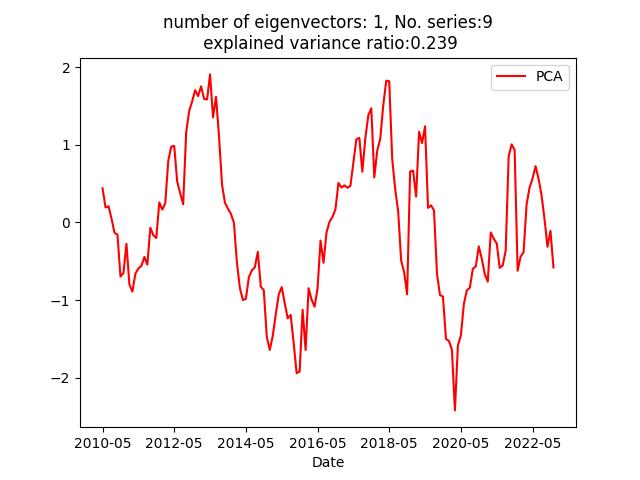 number of eigenvectors: 1, No. series:9
explained variance ratio:0.239
PCA
2
1
0
−1
−2
2010-05 2012-05 2014-05 2016-05 2018-05 2020-05 2022-05
Date